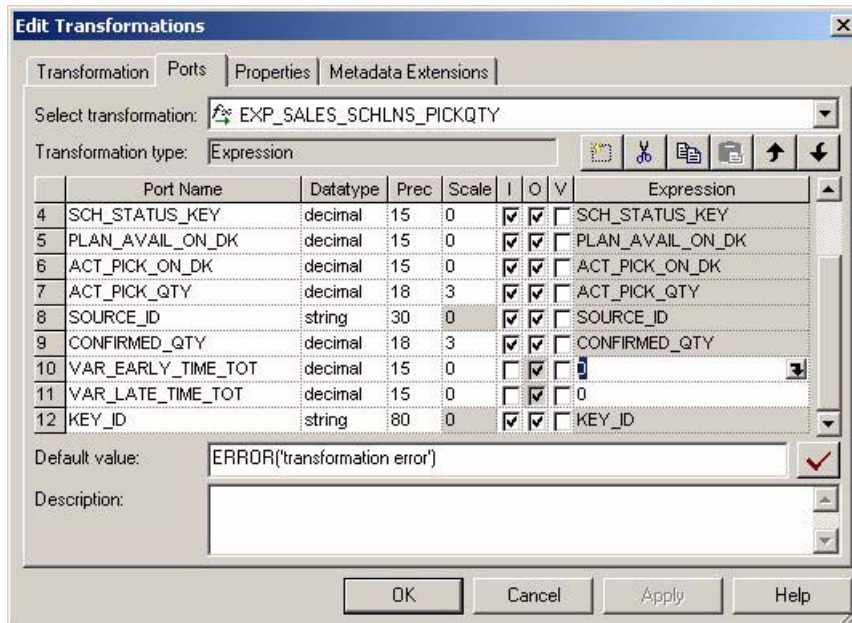 Edit Transformations
Transformation Ports Properties Metadata Extensions
Select transformation: EXP_SALES_SCHLNS_PICKQTY
Transformation type: Expression
Port Name Datatype Prec Scale I O V Expression
4 SCH_STATUS_KEY decimal 15 0 SCH_STATUS_KEY
5 PLAN_AVAIL_ON_DK decimal 15 0 PLAN_AVAIL_ON_DK
6 ACT_PICK_ON_DK decimal 15 0 ACT_PICK_ON_DK
7 ACT_PICK_QTY decimal 18 3 ACT_PICK_QTY
8 SOURCE_ID string 30 0 SOURCE_ID
9 CONFIRMED_QTY decimal 18 3 CONFIRMED_QTY
10 VAR_EARLY_TIME_TOT decimal 15 0 0
11 VAR_LATE_TIME_TOT decimal 15 0 0
12 KEY_ID string 80 0 KEY_ID
Default value: ERROR('transformation error')
Description:
OK Cancel Apply Help